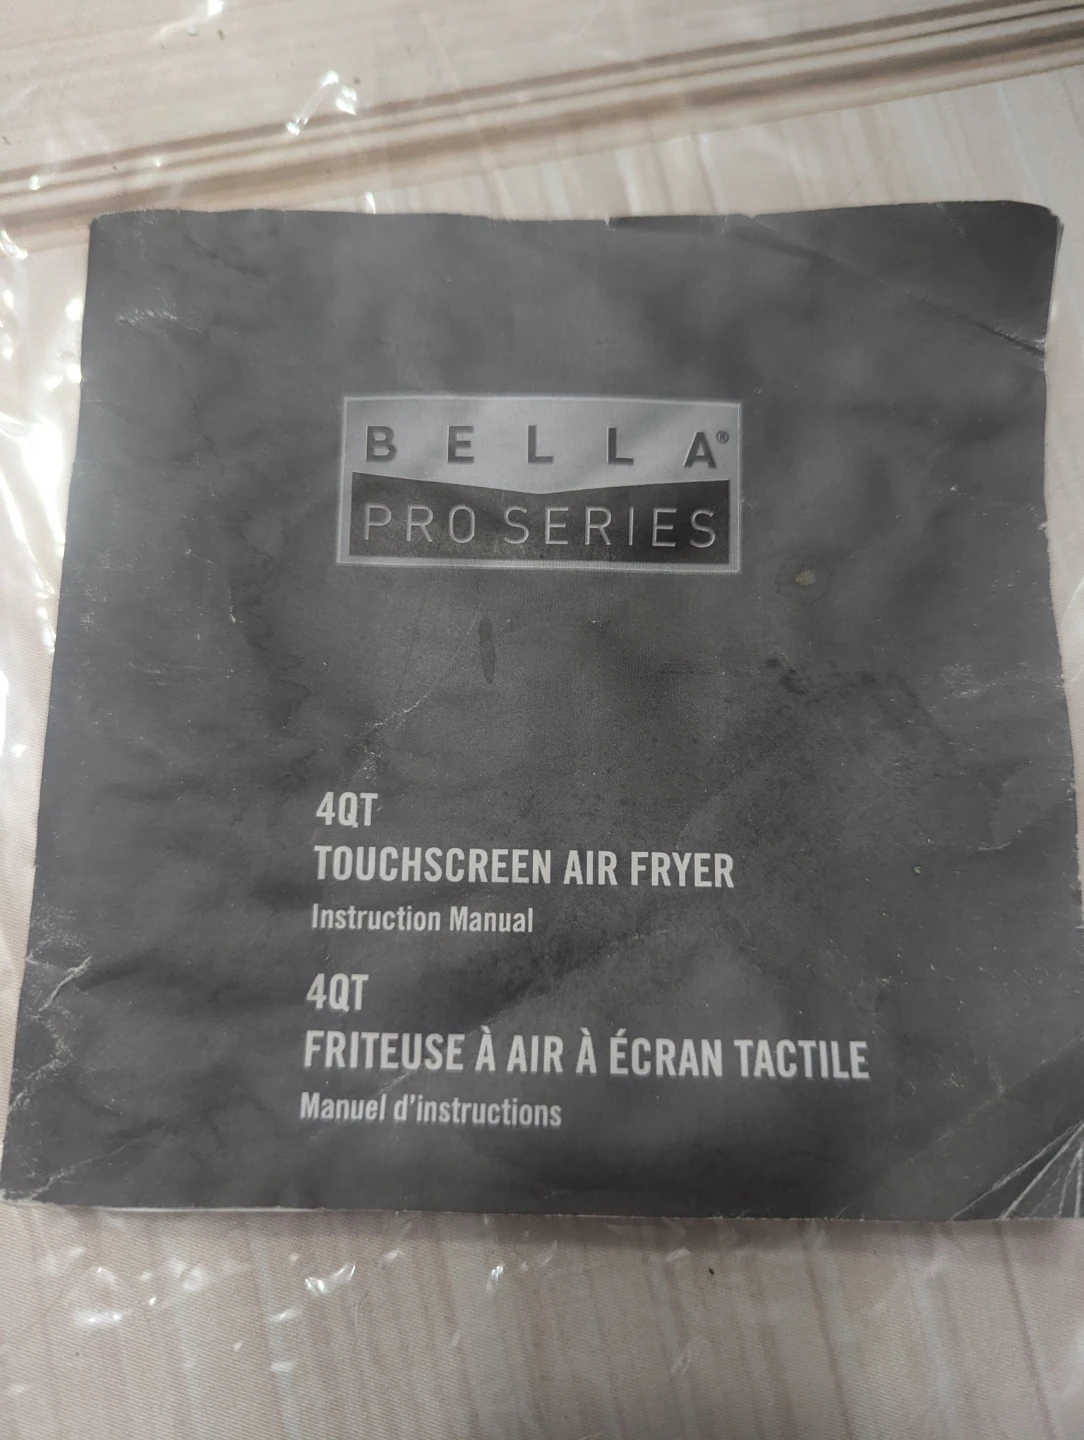 BELLA®
PRO SERIES
4QT
TOUCHSCREEN AIR FRYER
Instruction Manual
4QT
FRITEUSE À AIR À ÉCRAN TACTILE
Manuel d'instructions